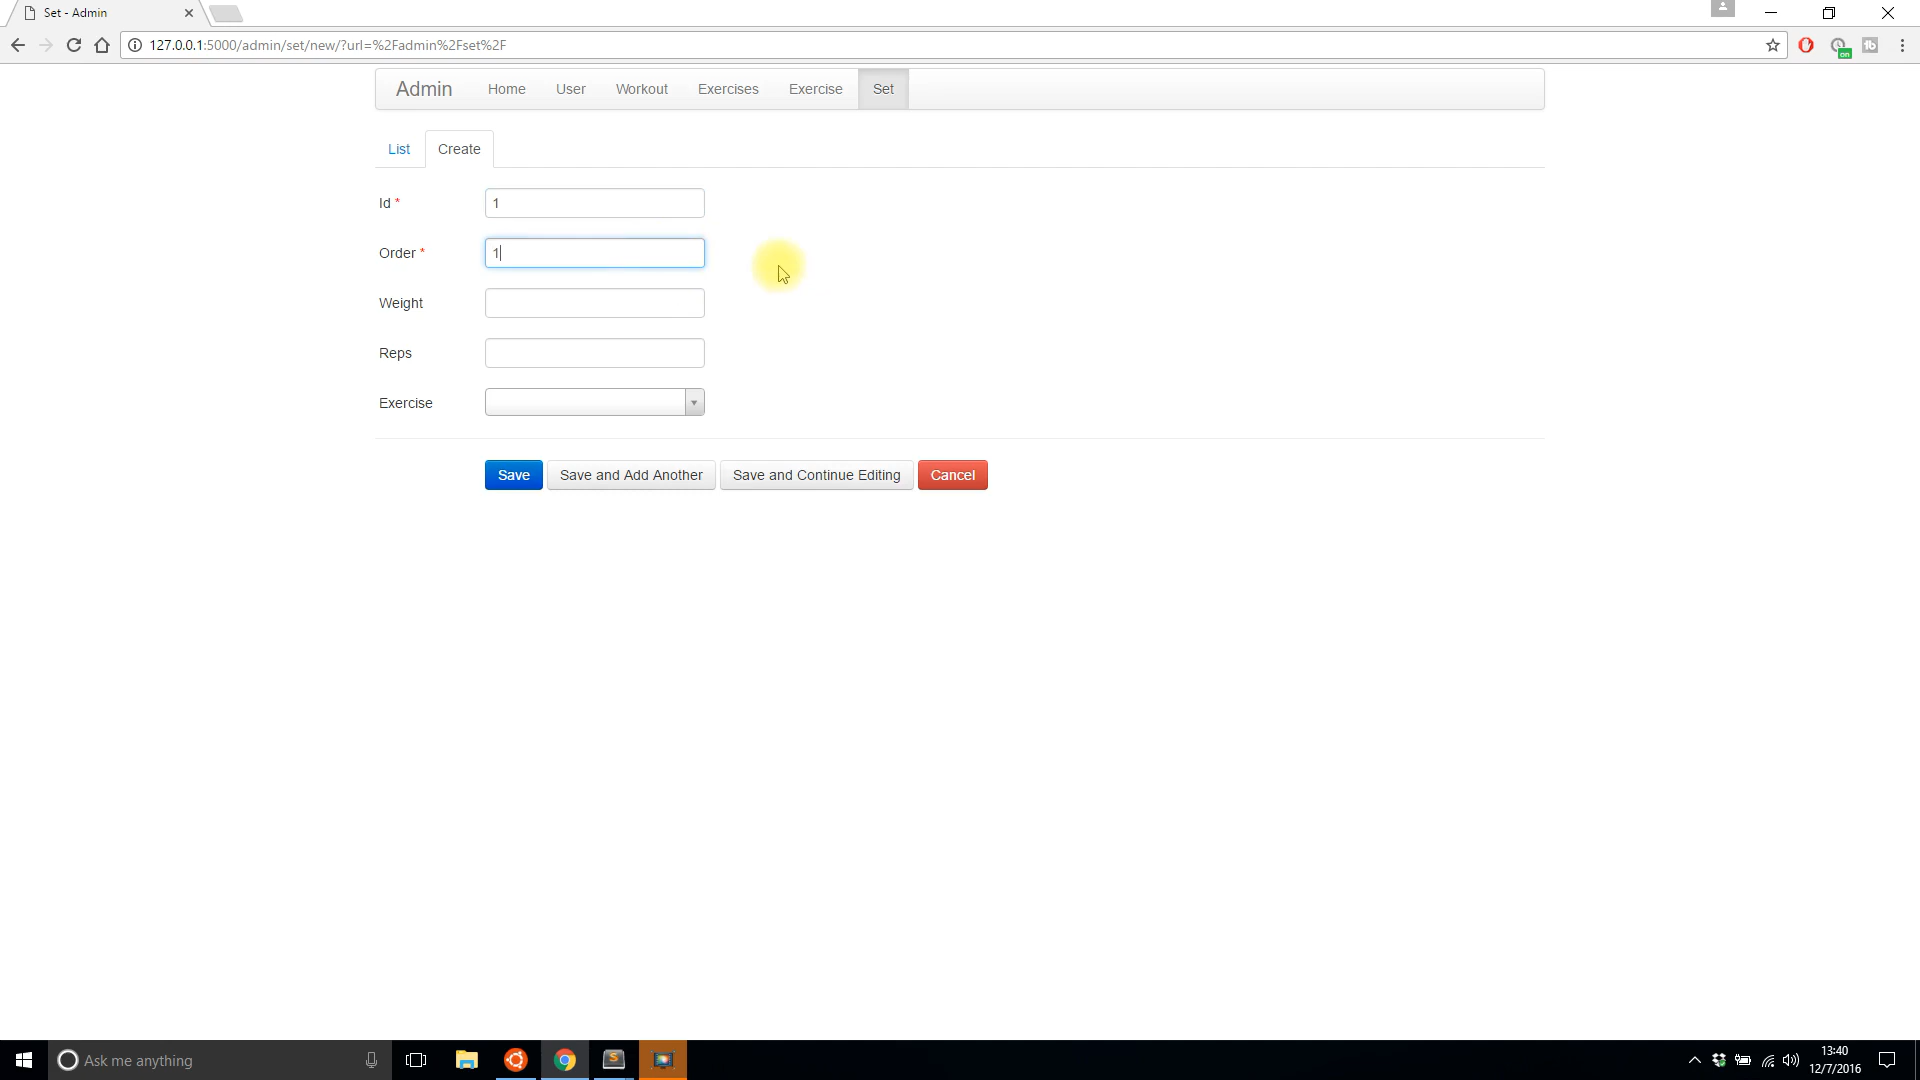 Set - Admin
127.0.0.1:5000/admin/set/new/?url=%2Fadmin%2Fset%2F
on
Admin Home User Workout Exercises Exercise Set
List Create
Id * 1
Order * 1
Weight
Reps
Exercise
Save Save and Add Another Save and Continue Editing Cancel
Ask me anything
13:40
12/7/2016